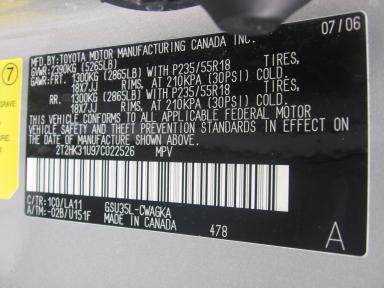 MFD.BY:TOYOTA MOTOR MANUFACTURING CANADA INC. 07/06
GVWR:2390KG (5265LB)
GAWR:FRT. 1300KG (2865LB)WITH P235/55R18 TIRES,
18X7JJ RIMS, AT 210KPA (30PSI) COLD.
RR. 1300KG (2865LB)WITH P235/55R18 TIRES,
18X7JJ RIMS, AT 210KPA (30PSI) COLD.
THIS VEHICLE CONFORMS TO ALL APPLICABLE FEDERAL MOTOR
VEHICLE SAFETY AND THEFT PREVENTION STANDARDS IN EFFECT ON
THE DATE OF MANUFACTURE SHOWN ABOVE.
2T2HK31U97C022526 MPV
C/TR:1C0/LA11 GSU35L-CWAGKA
A/TM:-02B/U151F MADE IN CANADA
478 A
7
GRAVE.
URE.